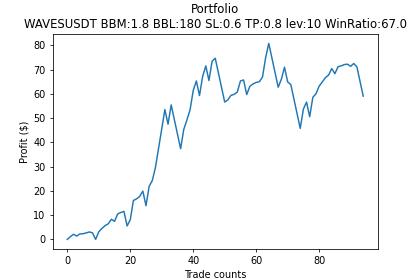 Portfolio
WAVESUSDT BBM:1.8 BBL:180 SL:0.6 TP:0.8 lev:10 WinRatio:67.0
Profit ($)
80
70
60
50
40
30
20
10
0
0 20 40 60 80
Trade counts